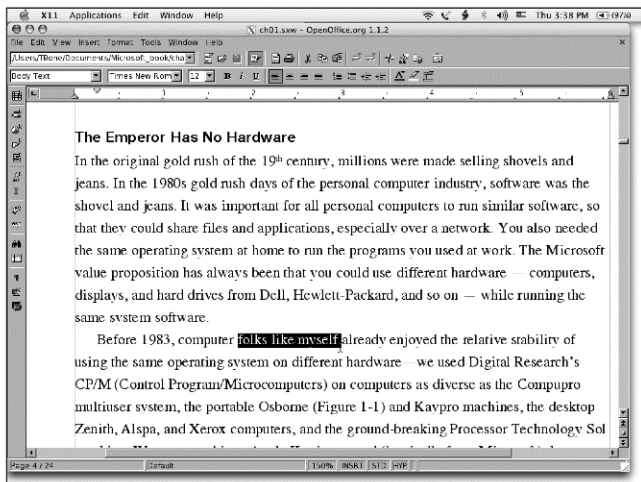 X11 Applications Edit Window Help Thu 3:38 PM
ch01.sxw - OpenOffice.org 1.1.2
File Edit View Insert Format Tools Window Help
/Users/TBone/Documents/Microsoft_book/cha
Body Text Times New Rom 12 B i U
The Emperor Has No Hardware
In the original gold rush of the 19th century, millions were made selling shovels and
jeans. In the 1980s gold rush days of the personal computer industry, software was the
shovel and jeans. It was important for all personal computers to run similar software, so
that they could share files and applications, especially over a network. You also needed
the same operating system at home to run the programs you used at work. The Microsoft
value proposition has always been that you could use different hardware — computers,
displays, and hard drives from Dell, Hewlett-Packard, and so on — while running the
same system software.
Before 1983, computer folks like myself already enjoyed the relative stability of
using the same operating system on different hardware—we used Digital Research's
CP/M (Control Program/Microcomputers) on computers as diverse as the Compupro
multiuser system, the portable Osborne (Figure 1-1) and Kaypro machines, the desktop
Zenith, Alspa, and Xerox computers, and the ground-breaking Processor Technology Sol
Page 4 / 24 Default 150% INSRT STD HYP